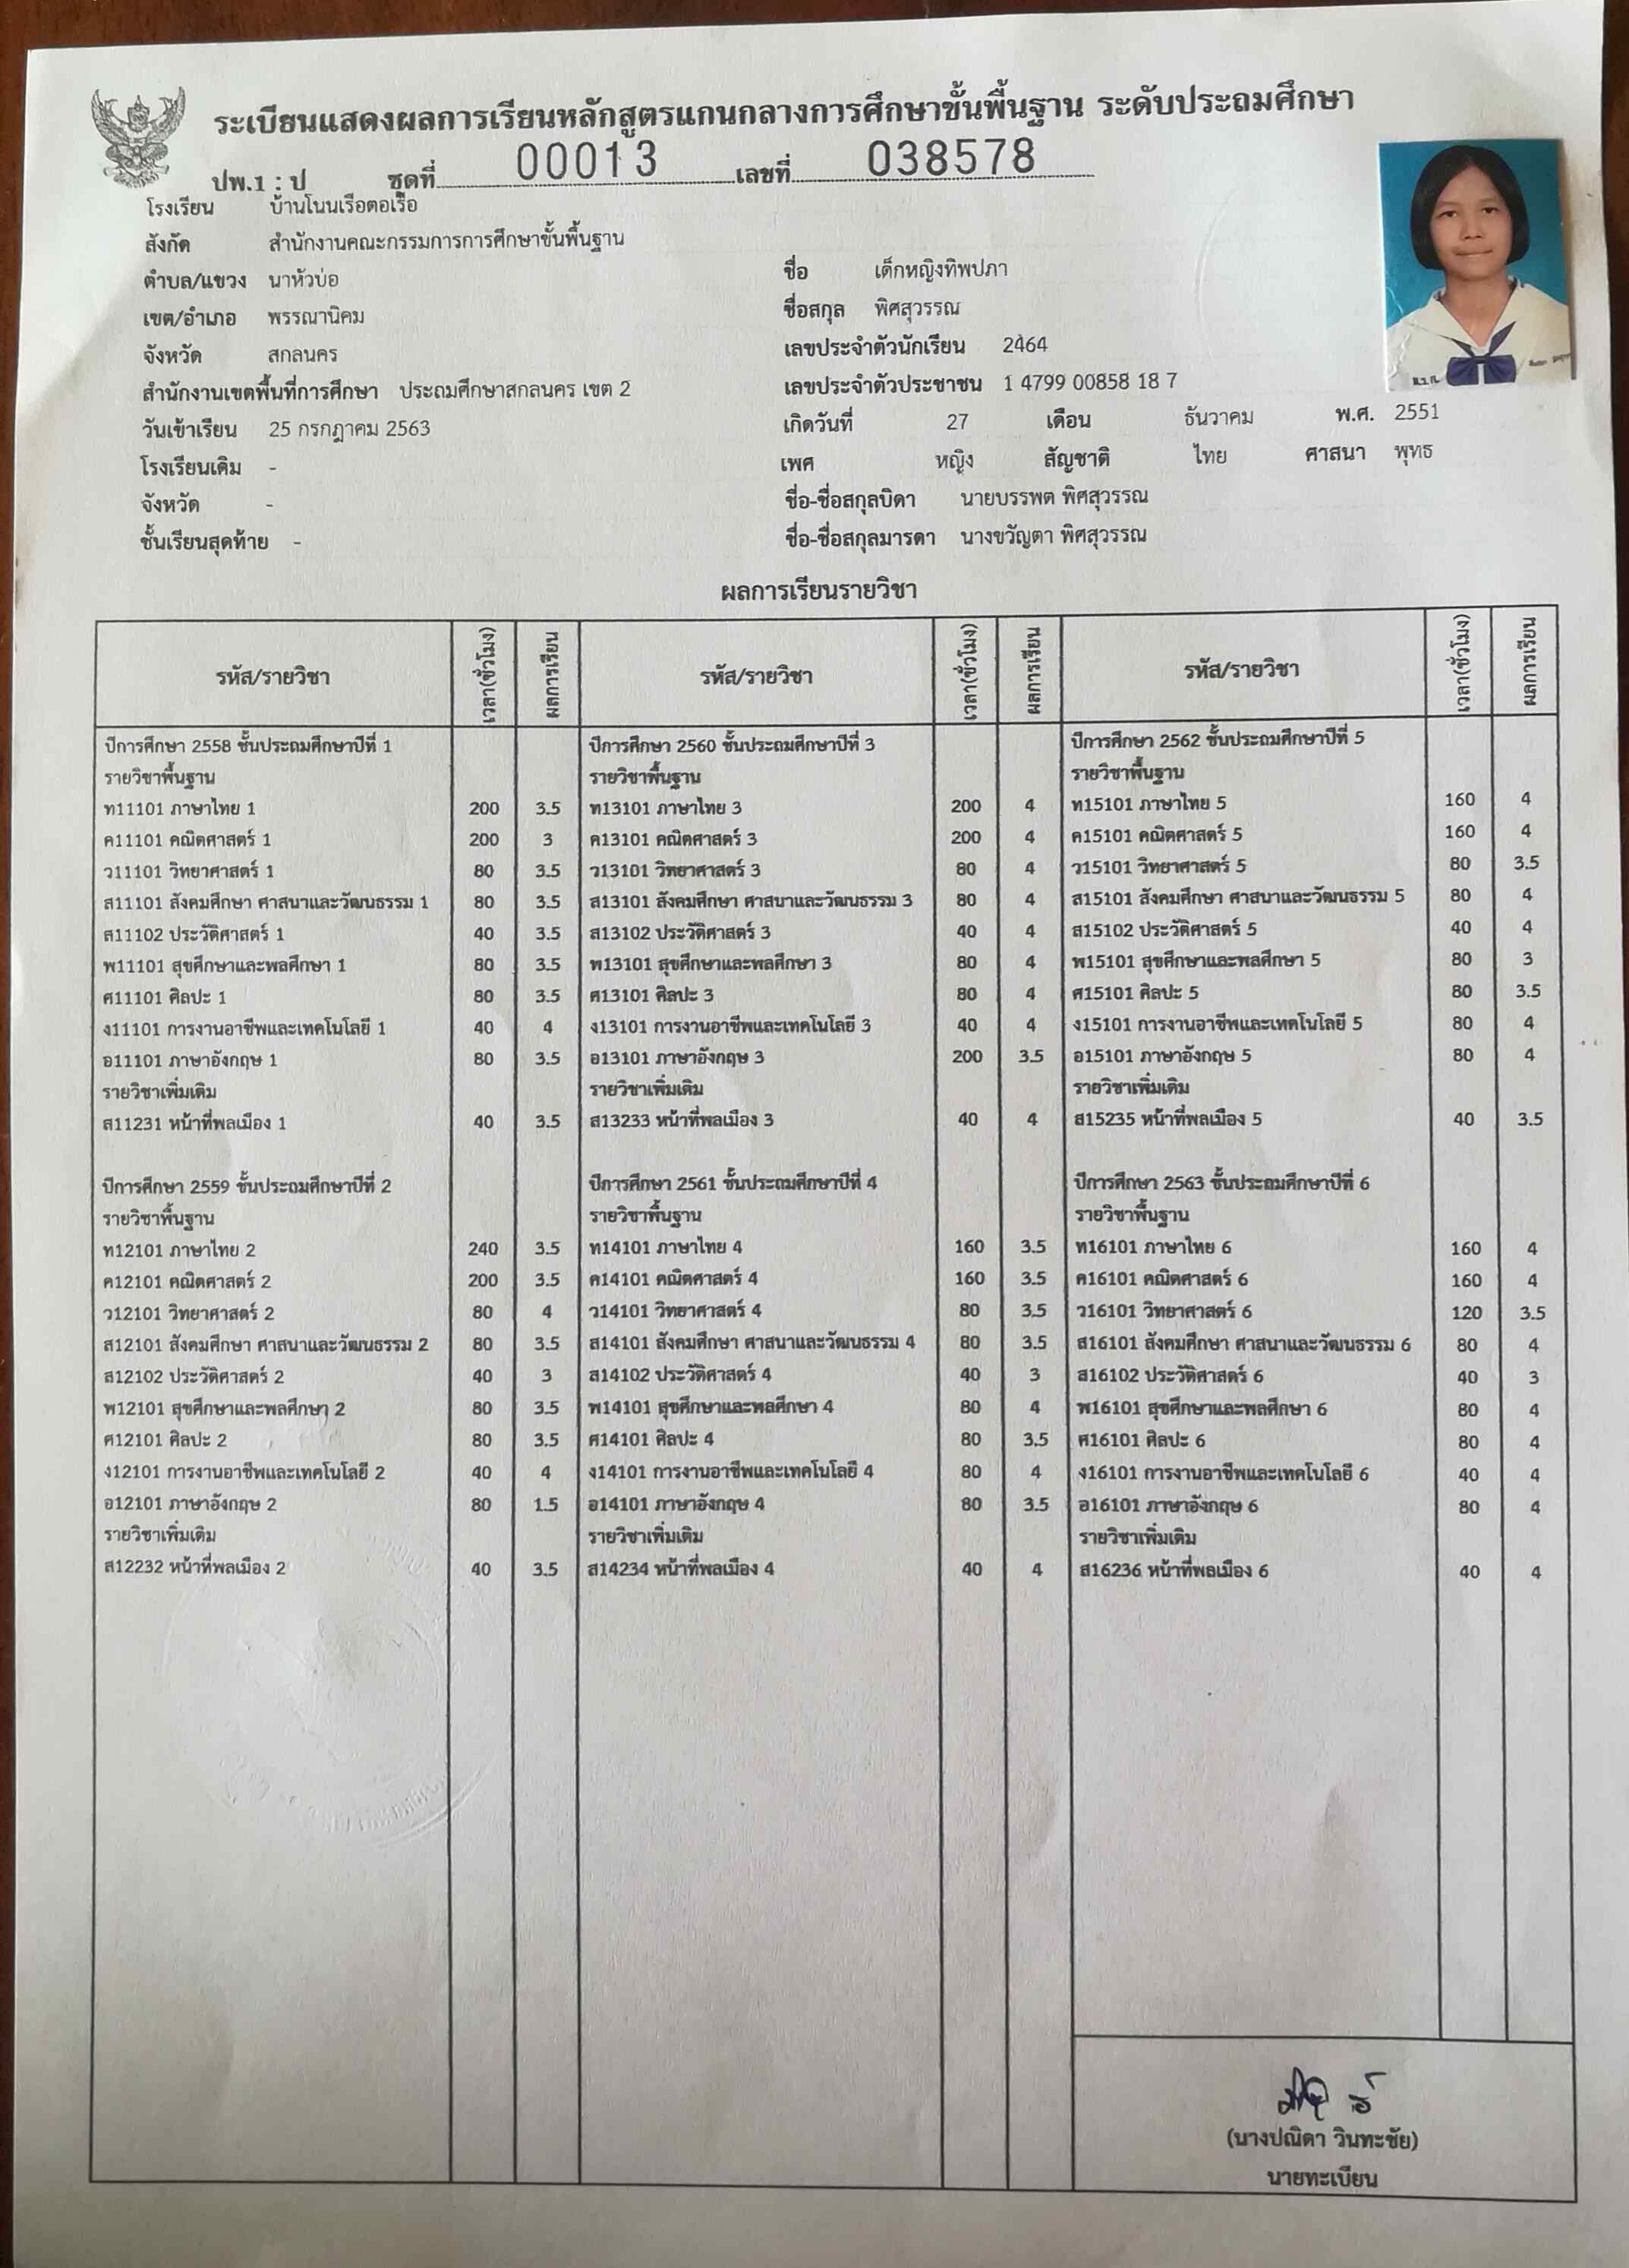 ระเบียนแสดงผลการเรียนหลักสูตรแกนกลางการศึกษาขั้นพื้นฐาน ระดับประถมศึกษา
ปพ.1 : ป ชุดที่ 00013 เลขที่ 038578
โรงเรียน บ้านโนนเรือตอเรือ
สังกัด สำนักงานคณะกรรมการการศึกษาขั้นพื้นฐาน
ตำบล/แขวง นาหัวบ่อ
เขต/อำเภอ พรรณานิคม
จังหวัด สกลนคร
สำนักงานเขตพื้นที่การศึกษา ประถมศึกษาสกลนคร เขต 2
วันเข้าเรียน 25 กรกฎาคม 2563
โรงเรียนเดิม -
จังหวัด -
ชั้นเรียนสุดท้าย -
ชื่อ เด็กหญิงทิพปภา
ชื่อสกุล พิศสุวรรณ
เลขประจำตัวนักเรียน 2464
เลขประจำตัวประชาชน 1 4799 00858 18 7
เกิดวันที่ 27 เดือน ธันวาคม พ.ศ. 2551
เพศ หญิง สัญชาติ ไทย ศาสนา พุทธ
ชื่อ-ชื่อสกุลบิดา นายบรรพต พิศสุวรรณ
ชื่อ-ชื่อสกุลมารดา นางขวัญตา พิศสุวรรณ
ผลการเรียนรายวิชา
รหัส/รายวิชา เวลา(ชั่วโมง) ผลการเรียน
ปีการศึกษา 2558 ชั้นประถมศึกษาปีที่ 1
รายวิชาพื้นฐาน
ท11101 ภาษาไทย 1 200 3.5
ค11101 คณิตศาสตร์ 1 200 3
ว11101 วิทยาศาสตร์ 1 80 3.5
ส11101 สังคมศึกษา ศาสนาและวัฒนธรรม 1 80 3.5
ส11102 ประวัติศาสตร์ 1 40 3.5
พ11101 สุขศึกษาและพลศึกษา 1 80 3.5
ศ11101 ศิลปะ 1 80 3.5
ง11101 การงานอาชีพและเทคโนโลยี 1 40 4
อ11101 ภาษาอังกฤษ 1 80 3.5
รายวิชาเพิ่มเติม
ส11231 หน้าที่พลเมือง 1 40 3.5
ปีการศึกษา 2559 ชั้นประถมศึกษาปีที่ 2
รายวิชาพื้นฐาน
ท12101 ภาษาไทย 2 240 3.5
ค12101 คณิตศาสตร์ 2 200 3.5
ว12101 วิทยาศาสตร์ 2 80 4
ส12101 สังคมศึกษา ศาสนาและวัฒนธรรม 2 80 3.5
ส12102 ประวัติศาสตร์ 2 40 3
พ12101 สุขศึกษาและพลศึกษา 2 80 3.5
ศ12101 ศิลปะ 2 80 3.5
ง12101 การงานอาชีพและเทคโนโลยี 2 40 4
อ12101 ภาษาอังกฤษ 2 80 1.5
รายวิชาเพิ่มเติม
ส12232 หน้าที่พลเมือง 2 40 3.5
รหัส/รายวิชา เวลา(ชั่วโมง) ผลการเรียน
ปีการศึกษา 2560 ชั้นประถมศึกษาปีที่ 3
รายวิชาพื้นฐาน
ท13101 ภาษาไทย 3 200 4
ค13101 คณิตศาสตร์ 3 200 4
ว13101 วิทยาศาสตร์ 3 80 4
ส13101 สังคมศึกษา ศาสนาและวัฒนธรรม 3 80 4
ส13102 ประวัติศาสตร์ 3 40 4
พ13101 สุขศึกษาและพลศึกษา 3 80 4
ศ13101 ศิลปะ 3 80 4
ง13101 การงานอาชีพและเทคโนโลยี 3 40 4
อ13101 ภาษาอังกฤษ 3 200 3.5
รายวิชาเพิ่มเติม
ส13233 หน้าที่พลเมือง 3 40 4
ปีการศึกษา 2561 ชั้นประถมศึกษาปีที่ 4
รายวิชาพื้นฐาน
ท14101 ภาษาไทย 4 160 3.5
ค14101 คณิตศาสตร์ 4 160 3.5
ว14101 วิทยาศาสตร์ 4 80 3.5
ส14101 สังคมศึกษา ศาสนาและวัฒนธรรม 4 80 3.5
ส14102 ประวัติศาสตร์ 4 40 3
พ14101 สุขศึกษาและพลศึกษา 4 80 4
ศ14101 ศิลปะ 4 80 3.5
ง14101 การงานอาชีพและเทคโนโลยี 4 80 4
อ14101 ภาษาอังกฤษ 4 80 3.5
รายวิชาเพิ่มเติม
ส14234 หน้าที่พลเมือง 4 40 4
รหัส/รายวิชา เวลา(ชั่วโมง) ผลการเรียน
ปีการศึกษา 2562 ชั้นประถมศึกษาปีที่ 5
รายวิชาพื้นฐาน
ท15101 ภาษาไทย 5 160 4
ค15101 คณิตศาสตร์ 5 160 4
ว15101 วิทยาศาสตร์ 5 80 3.5
ส15101 สังคมศึกษา ศาสนาและวัฒนธรรม 5 80 4
ส15102 ประวัติศาสตร์ 5 40 4
พ15101 สุขศึกษาและพลศึกษา 5 80 3
ศ15101 ศิลปะ 5 80 3.5
ง15101 การงานอาชีพและเทคโนโลยี 5 80 4
อ15101 ภาษาอังกฤษ 5 80 4
รายวิชาเพิ่มเติม
ส15235 หน้าที่พลเมือง 5 40 3.5
ปีการศึกษา 2563 ชั้นประถมศึกษาปีที่ 6
รายวิชาพื้นฐาน
ท16101 ภาษาไทย 6 160 4
ค16101 คณิตศาสตร์ 6 160 4
ว16101 วิทยาศาสตร์ 6 120 3.5
ส16101 สังคมศึกษา ศาสนาและวัฒนธรรม 6 80 4
ส16102 ประวัติศาสตร์ 6 40 3
พ16101 สุขศึกษาและพลศึกษา 6 80 4
ศ16101 ศิลปะ 6 80 4
ง16101 การงานอาชีพและเทคโนโลยี 6 40 4
อ16101 ภาษาอังกฤษ 6 80 4
รายวิชาเพิ่มเติม
ส16236 หน้าที่พลเมือง 6 40 4
(นางปณิดา วินทะชัย)
นายทะเบียน